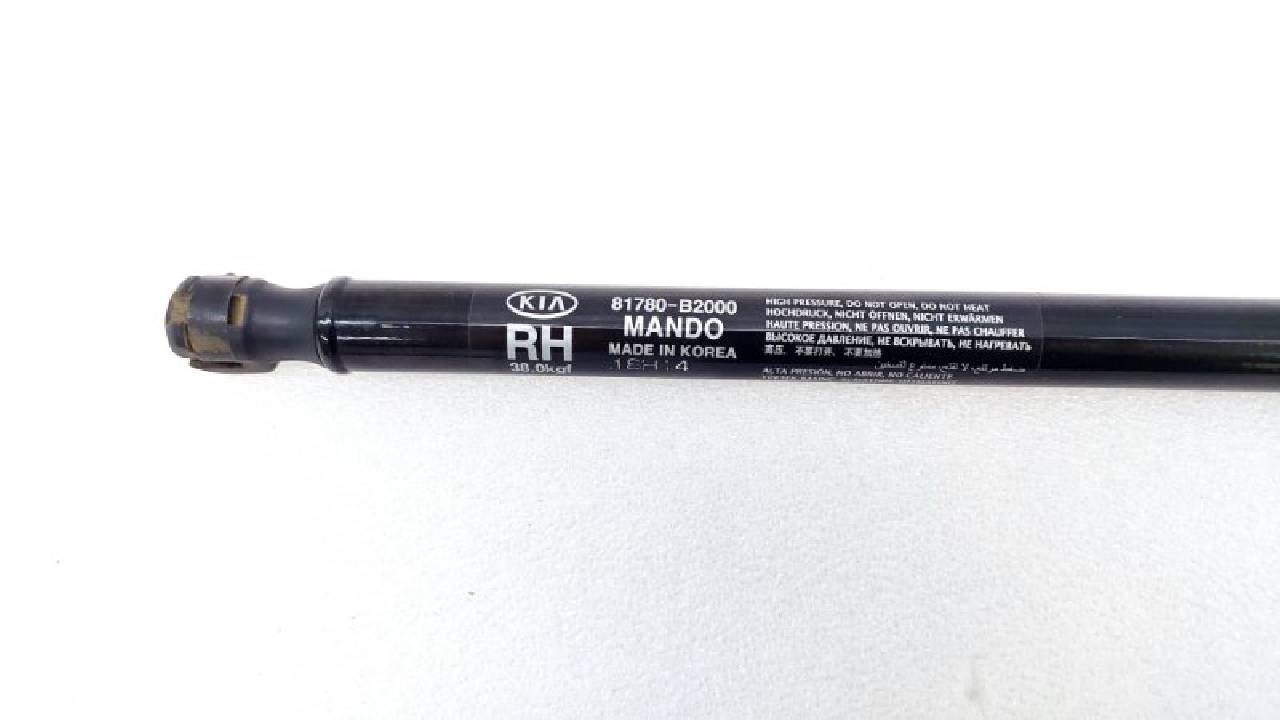 KIA
RH
38.0kgf
81780-B2000
MANDO
MADE IN KOREA
HIGH PRESSURE, DO NOT OPEN, DO NOT HEAT
HOCHDRUCK, NICHT ÖFFNEN, NICHT ERWÄRMEN
HAUTE PRESSION, NE PAS OUVRIR, NE PAS CHAUFFER
ВЫСОКОЕ ДАВЛЕНИЕ, НЕ ВСКРЫВАТЬ, НЕ НАГРЕВАТЬ
高压、不要打开、不要加热
ALTA PRESIÓN, NO ABRIR, NO CALIENTE